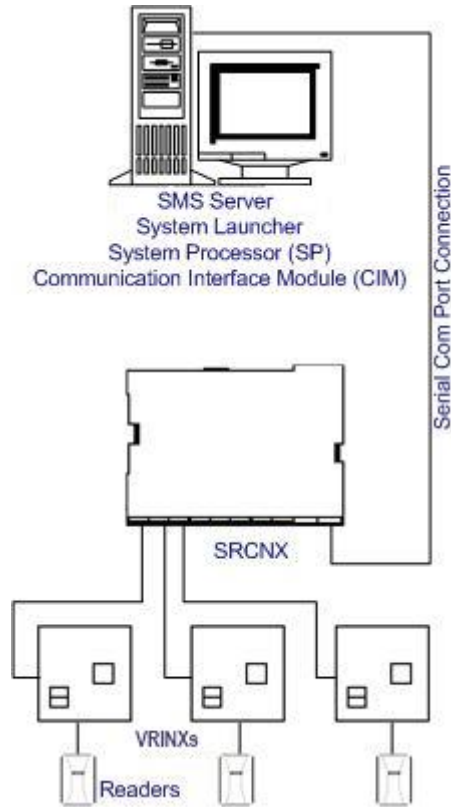 SMS Server
System Launcher
System Processor (SP)
Communication Interface Module (CIM)
Serial Com Port Connection
SRCNX
VRINXs
Readers